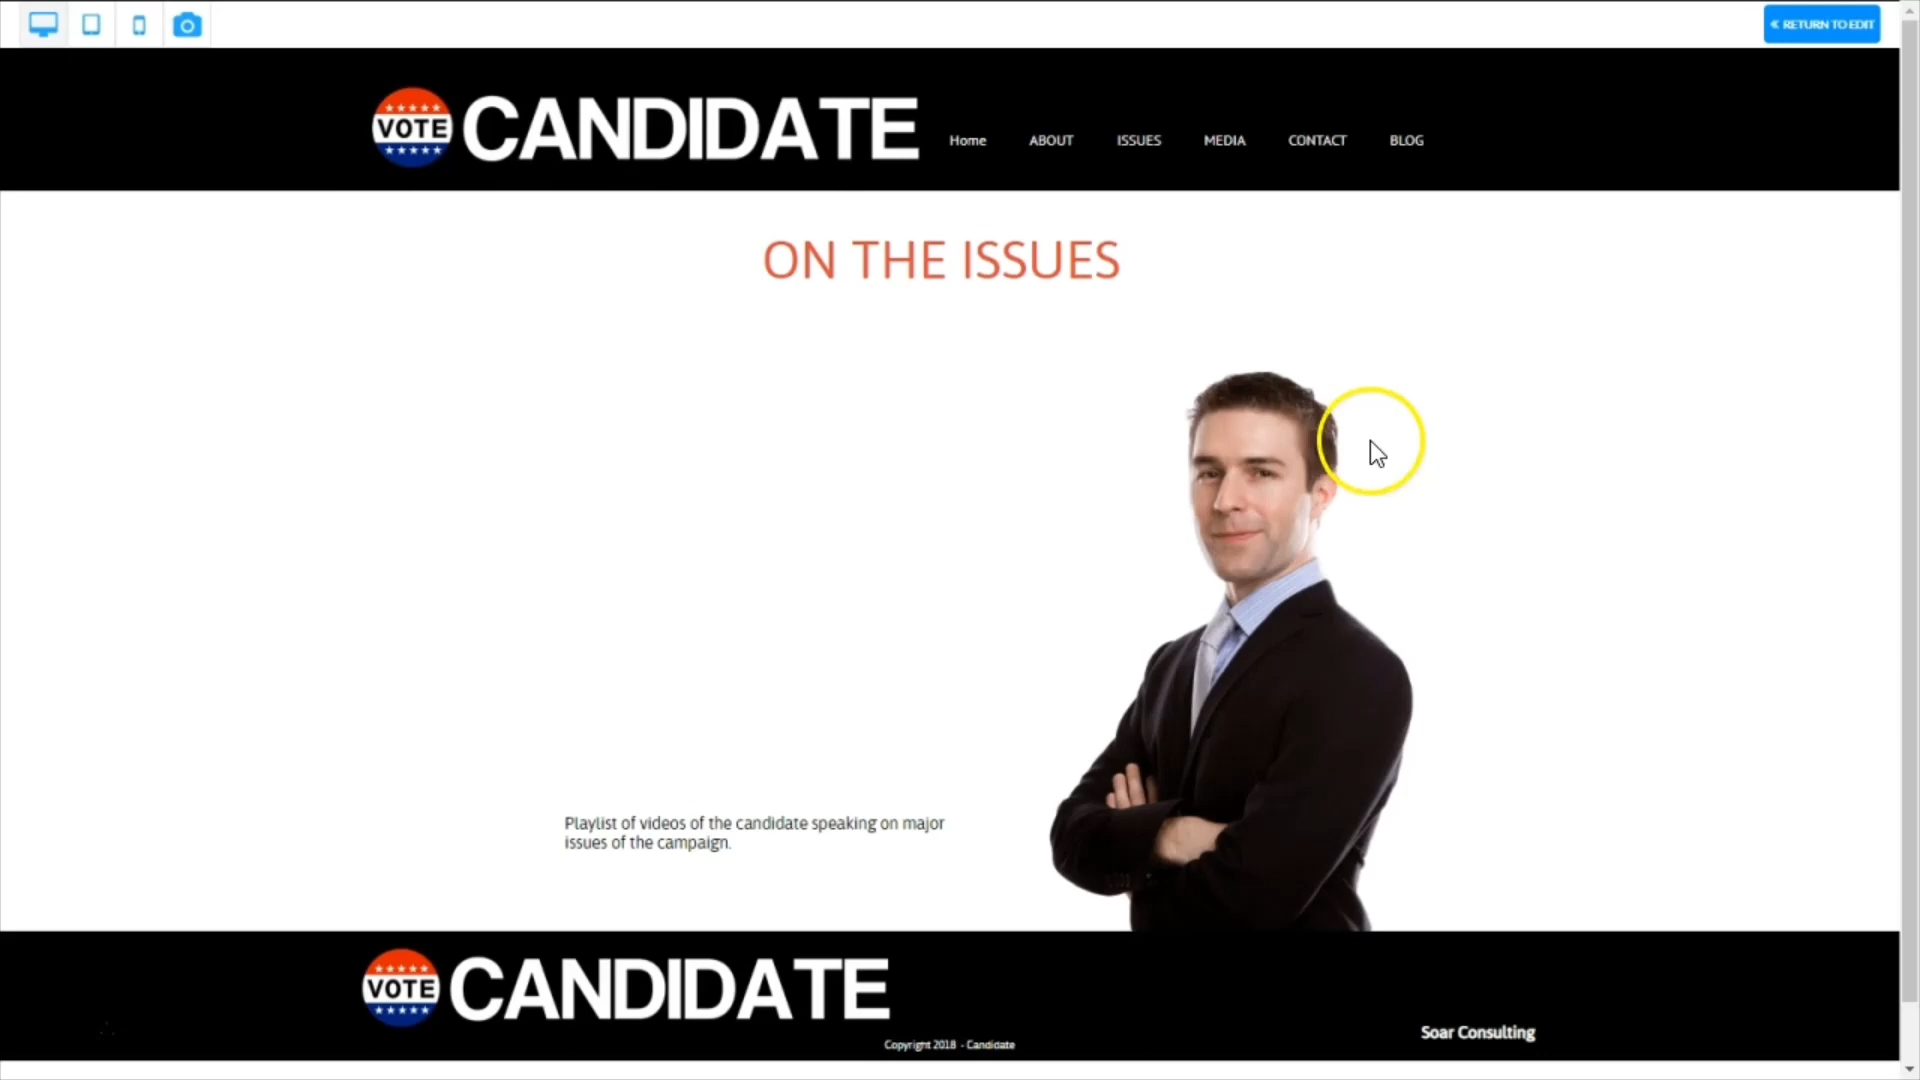 « RETURN TO EDIT
VOTE CANDIDATE
Home ABOUT ISSUES MEDIA CONTACT BLOG
ON THE ISSUES
Playlist of videos of the candidate speaking on major
issues of the campaign.
VOTE CANDIDATE
Soar Consulting
Copyright 2018 - Candidate